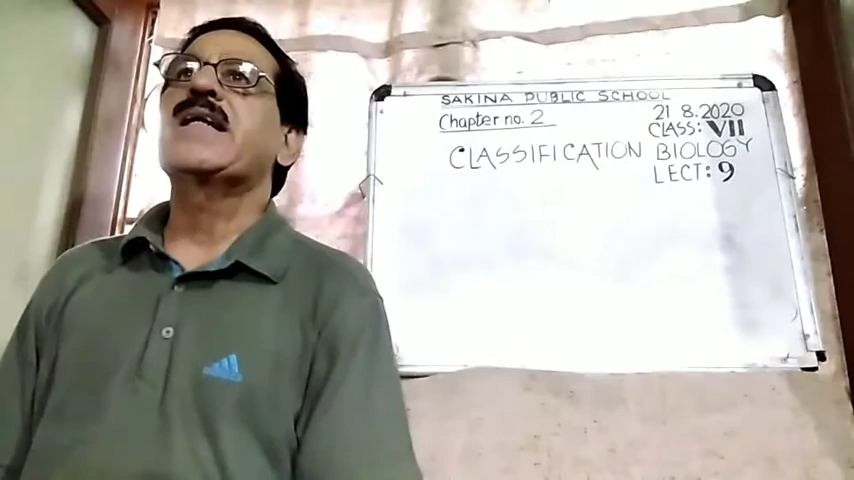 SAKINA PUBLIC SCHOOL
Chapter no. 2
21.8.2020
CLASS: VII
CLASSIFICATION
BIOLOGY
LECT: 9